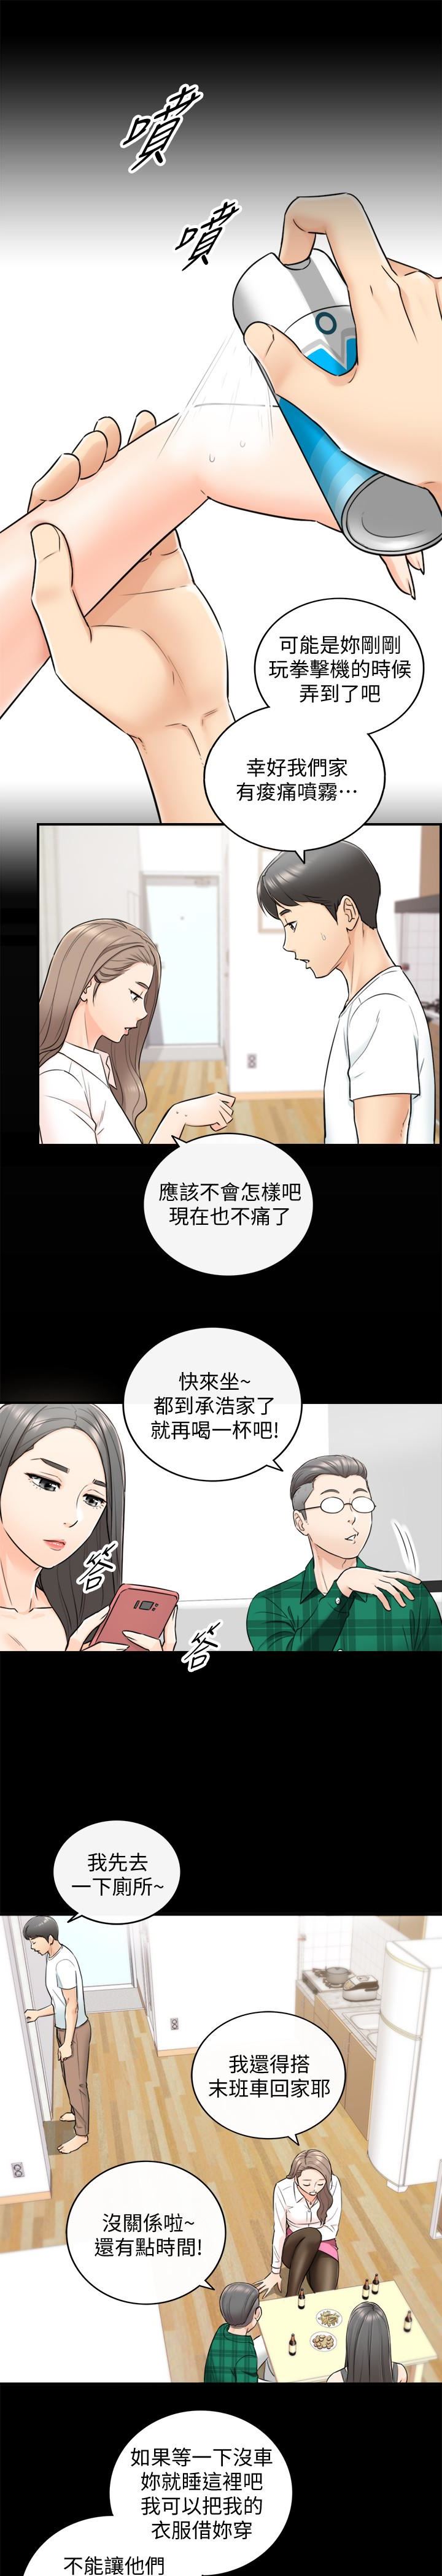 噴
噴
可能是妳剛剛
玩拳擊機的時候
弄到了吧
幸好我們家
有痠痛噴霧…
應該不會怎樣吧
現在也不痛了
快來坐~
都到承浩家了
就再喝一杯吧!
答
答
我先去
一下廁所~
我還得搭
末班車回家耶
沒關係啦~
還有點時間!
如果等一下沒車
妳就睡這裡吧
我可以把我的
衣服借妳穿
不能讓他們